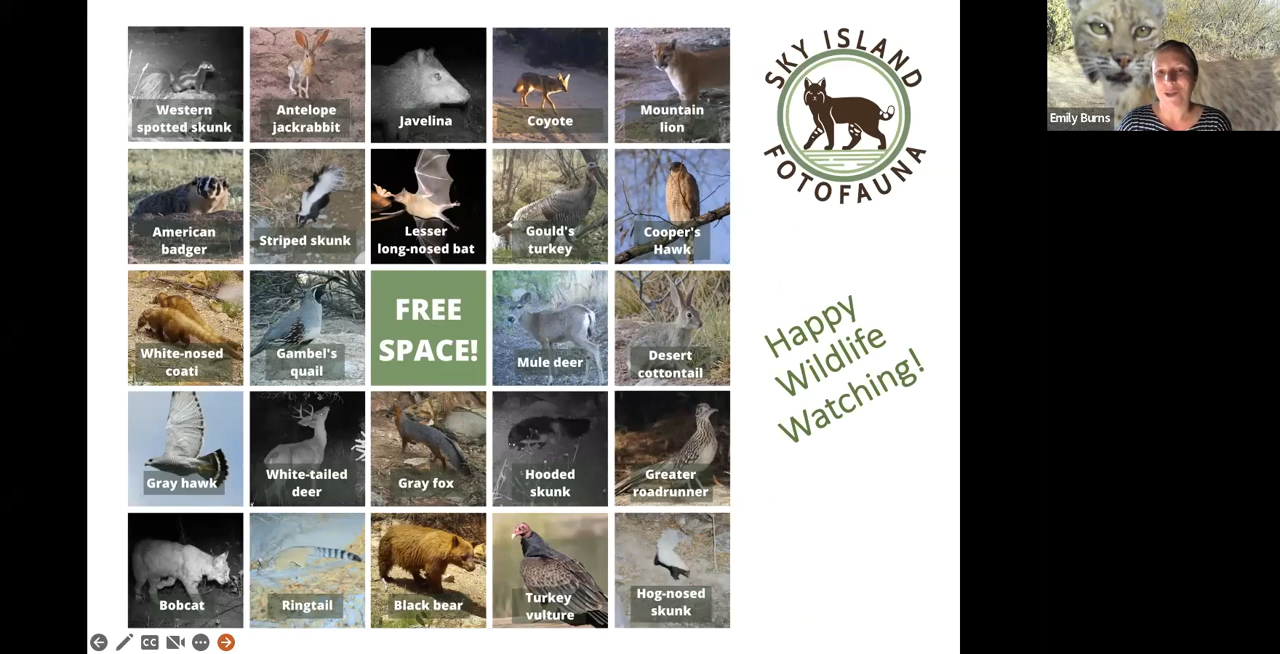 Western
spotted skunk
Antelope
jackrabbit
Javelina
Coyote
Mountain
lion
SKY ISLAND
FOTOFAUNA
Emily Burns
American
badger
Striped skunk
Lesser
long-nosed bat
Gould's
turkey
Cooper's
Hawk
White-nosed
coati
Gambel's
quail
FREE
SPACE!
Mule deer
Desert
cottontail
Happy
Wildlife
Watching!
Gray hawk
White-tailed
deer
Gray fox
Hooded
skunk
Greater
roadrunner
Bobcat
Ringtail
Black bear
Turkey
vulture
Hog-nosed
skunk
CC